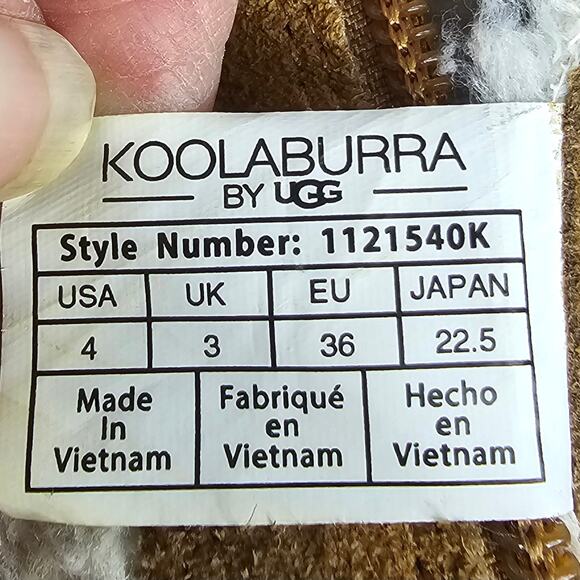 KOOLABURRA
BY UGG
Style Number: 1121540K
USA UK EU JAPAN
4 3 36 22.5
Made In Vietnam
Fabriqué en Vietnam
Hecho en Vietnam